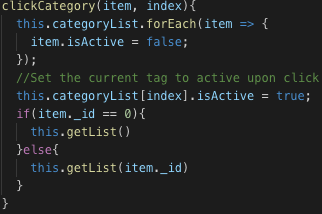 clickCategory(item, index){
this.categoryList.forEach(item => {
item.isActive = false;
});
//Set the current tag to active upon click
this.categoryList[index].isActive = true;
if(item._id == 0){
this.getList()
}else{
this.getList(item._id)
}
}